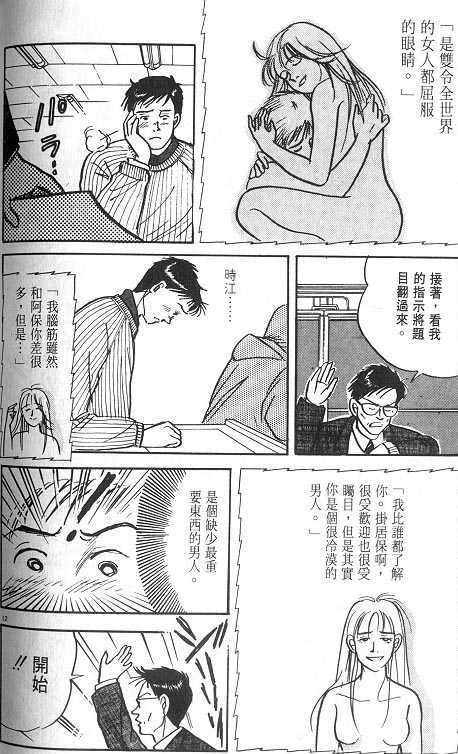 「是雙令全世界
的女人都屈服
的眼睛。」
パラ
接著，看我
的指示將題
目翻過來。
時江……
「我腦筋雖然
和阿保你差很
多，但是…」
「我比誰都了解
你。掛居保啊，
很受歡迎也很受
矚目，但是其實
你是個很冷漠的
男人。」
是個缺少最重
要東西的男人。
12
開始
!!